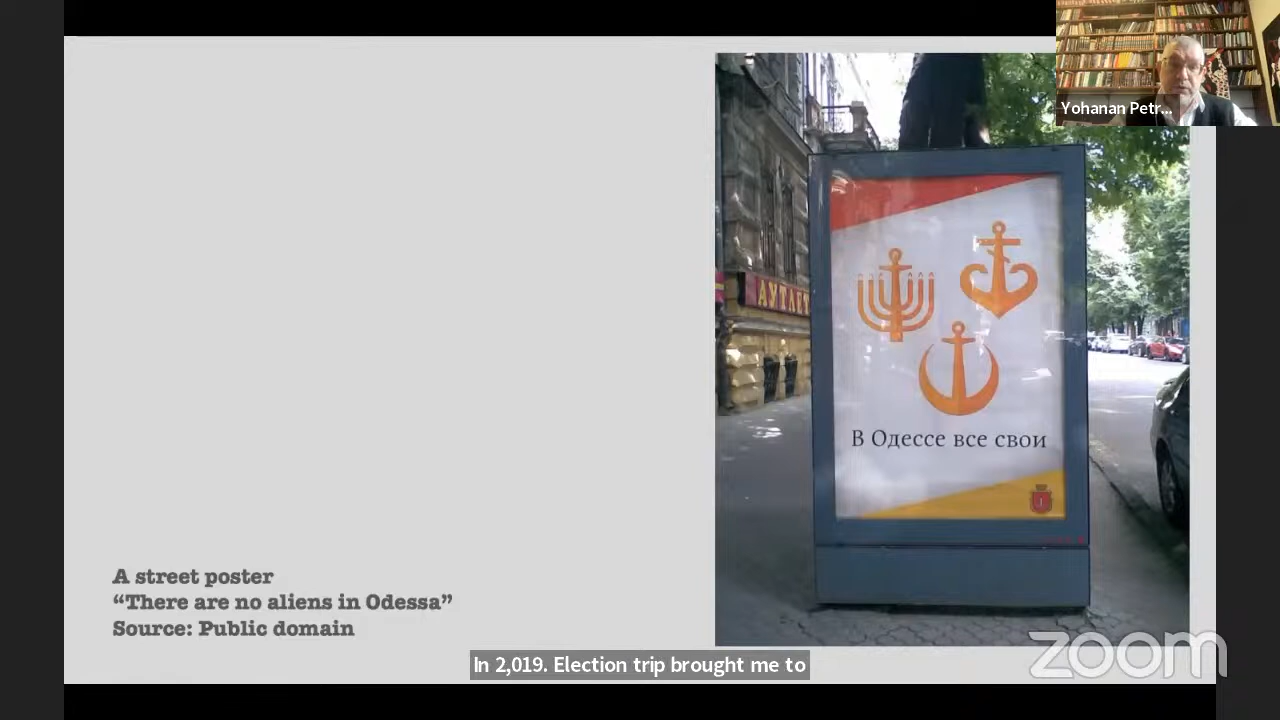 Yohanan Petr...
АУТЛЕТ
В Одессе все свои
A street poster
“There are no aliens in Odessa”
Source: Public domain
In 2,019. Election trip brought me to
zoom